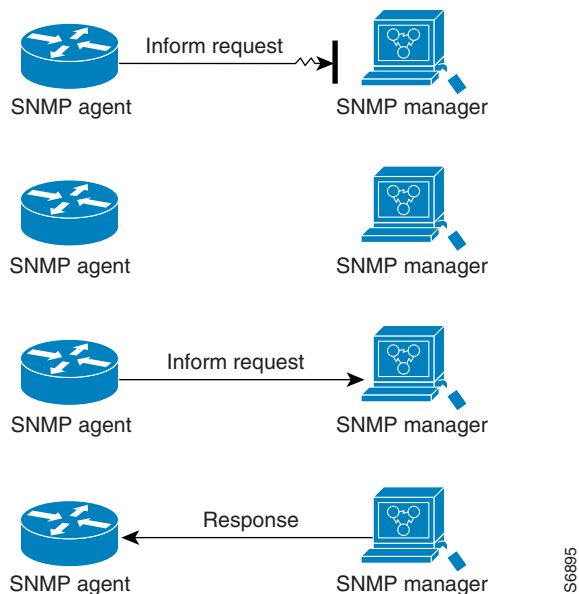 Inform request
SNMP agent SNMP manager
SNMP agent SNMP manager
Inform request
SNMP agent SNMP manager
Response
SNMP agent SNMP manager
S6895